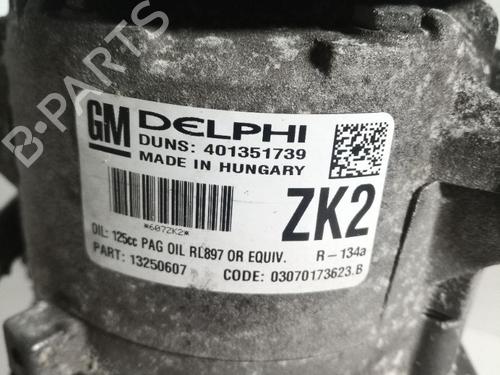 B-PARTS
GM DELPHI
DUNS: 401351739
MADE IN HUNGARY
*607ZK2*
ZK2
OIL: 125cc PAG OIL RL897 OR EQUIV.
R-134a
PART: 13250607
CODE: 03070173623.B